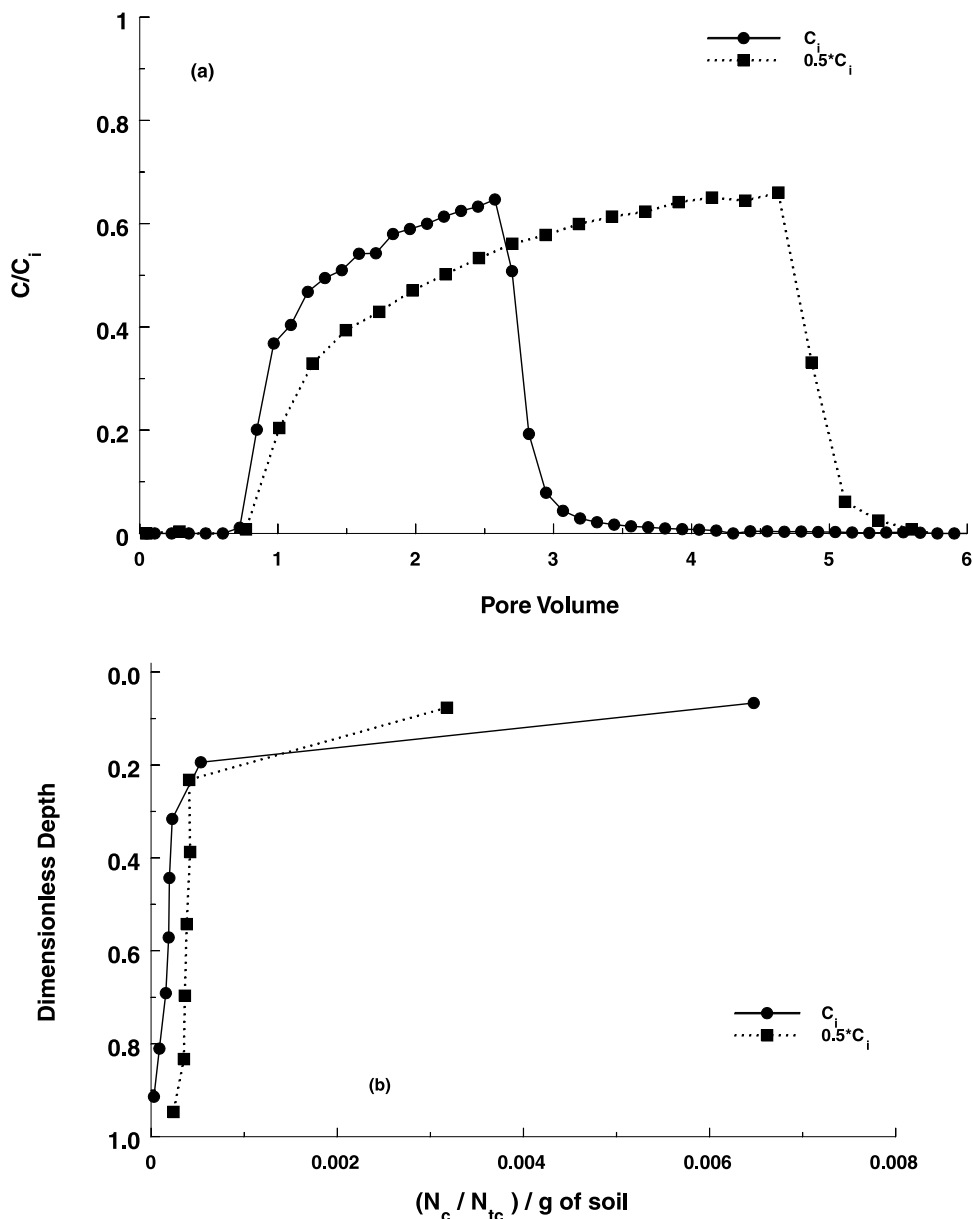 1
(a)
C_i
0.5*C_i
0.8
0.6
C/C_i
0.4
0.2
0
0 1 2 3 4 5 6
Pore Volume
0.0
0.2
0.4
Dimensionless Depth
0.6
C_i
0.5*C_i
0.8
(b)
1.0
0 0.002 0.004 0.006 0.008
(N_c / N_tc) / g of soil